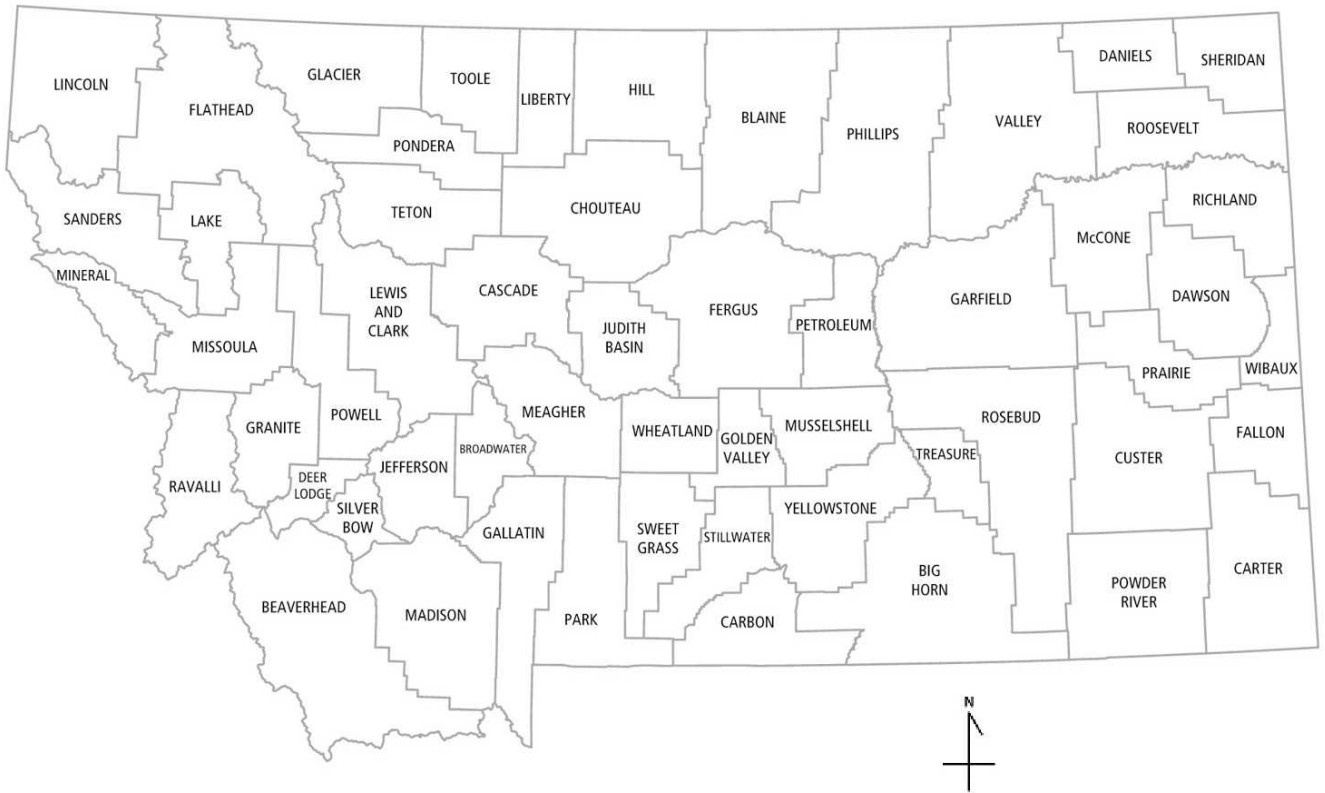 LINCOLN
FLATHEAD
GLACIER
TOOLE
LIBERTY
HILL
BLAINE
PHILLIPS
VALLEY
DANIELS
SHERIDAN
ROOSEVELT
PONDERA
SANDERS
LAKE
TETON
CHOUTEAU
RICHLAND
McCONE
MINERAL
LEWIS
AND
CLARK
CASCADE
JUDITH
BASIN
FERGUS
PETROLEUM
GARFIELD
DAWSON
MISSOULA
PRAIRIE
WIBAUX
GRANITE
POWELL
MEAGHER
WHEATLAND
GOLDEN
VALLEY
MUSSELSHELL
ROSEBUD
TREASURE
CUSTER
FALLON
BROADWATER
JEFFERSON
RAVALLI
DEER
LODGE
SILVER
BOW
GALLATIN
SWEET
GRASS
STILLWATER
YELLOWSTONE
BIG
HORN
POWDER
RIVER
CARTER
BEAVERHEAD
MADISON
PARK
CARBON
N